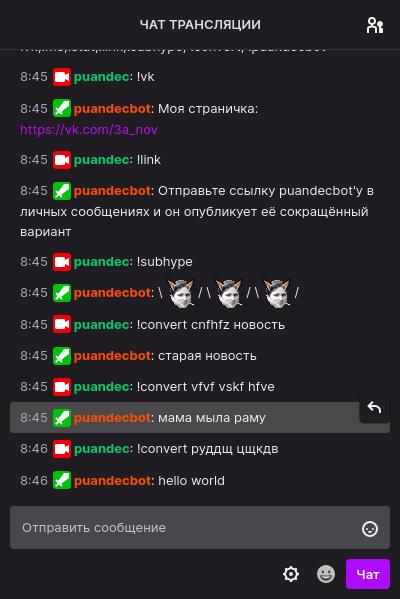 ЧАТ ТРАНСЛЯЦИИ
8:45 puandec: !vk
8:45 puandecbot: Моя страничка:
https://vk.com/3a_nov
8:45 puandec: !link
8:45 puandecbot: Отправьте ссылку puandecbot'у в
личных сообщениях и он опубликует её сокращённый
вариант
8:45 puandec: !subhype
8:45 puandecbot: \ / \ / \ /
8:45 puandec: !convert cnfhfz новость
8:45 puandecbot: старая новость
8:45 puandec: !convert vfvf vskf hfve
8:45 puandecbot: мама мыла раму
8:46 puandec: !convert руддщ цщкдв
8:46 puandecbot: hello world
Отправить сообщение
Чат